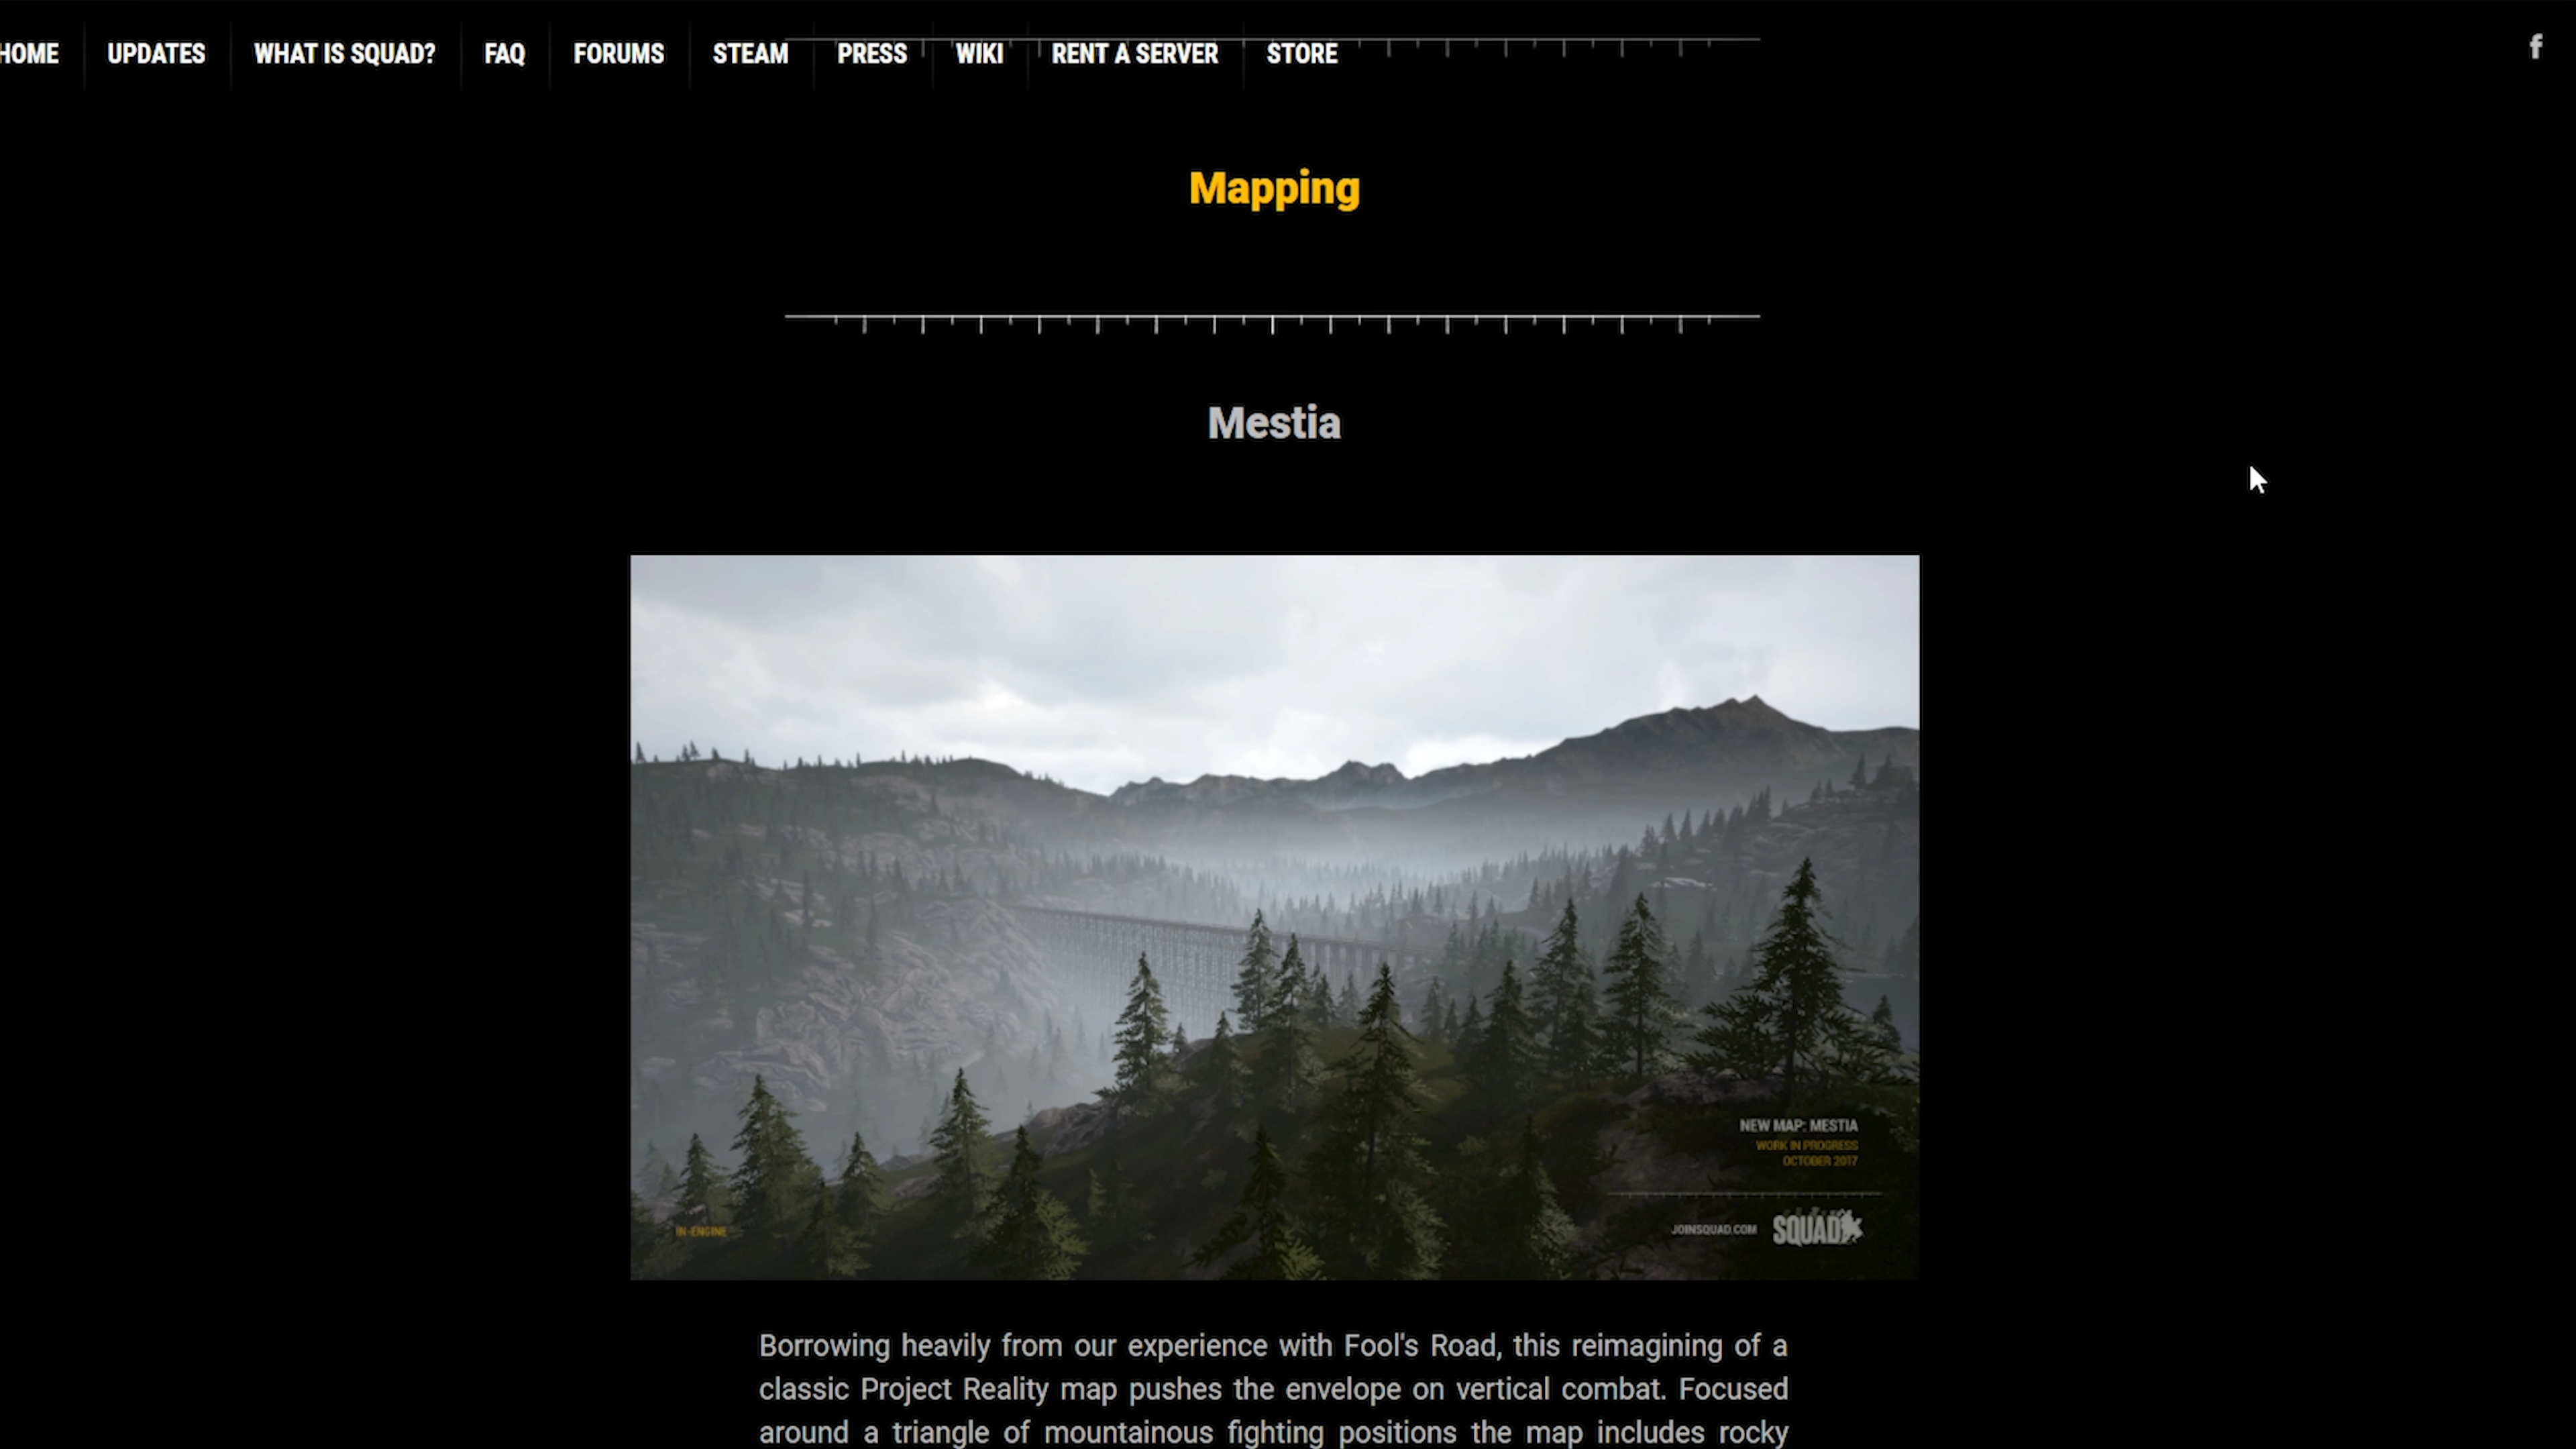 HOME UPDATES WHAT IS SQUAD? FAQ FORUMS STEAM PRESS WIKI RENT A SERVER STORE f
Mapping
Mestia
NEW MAP: MESTIA
WORK IN PROGRESS
OCTOBER 2017
IN-ENGINE
JOINSQUAD.COM SQUAD
Borrowing heavily from our experience with Fool's Road, this reimagining of a
classic Project Reality map pushes the envelope on vertical combat. Focused
around a triangle of mountainous fighting positions the map includes rocky